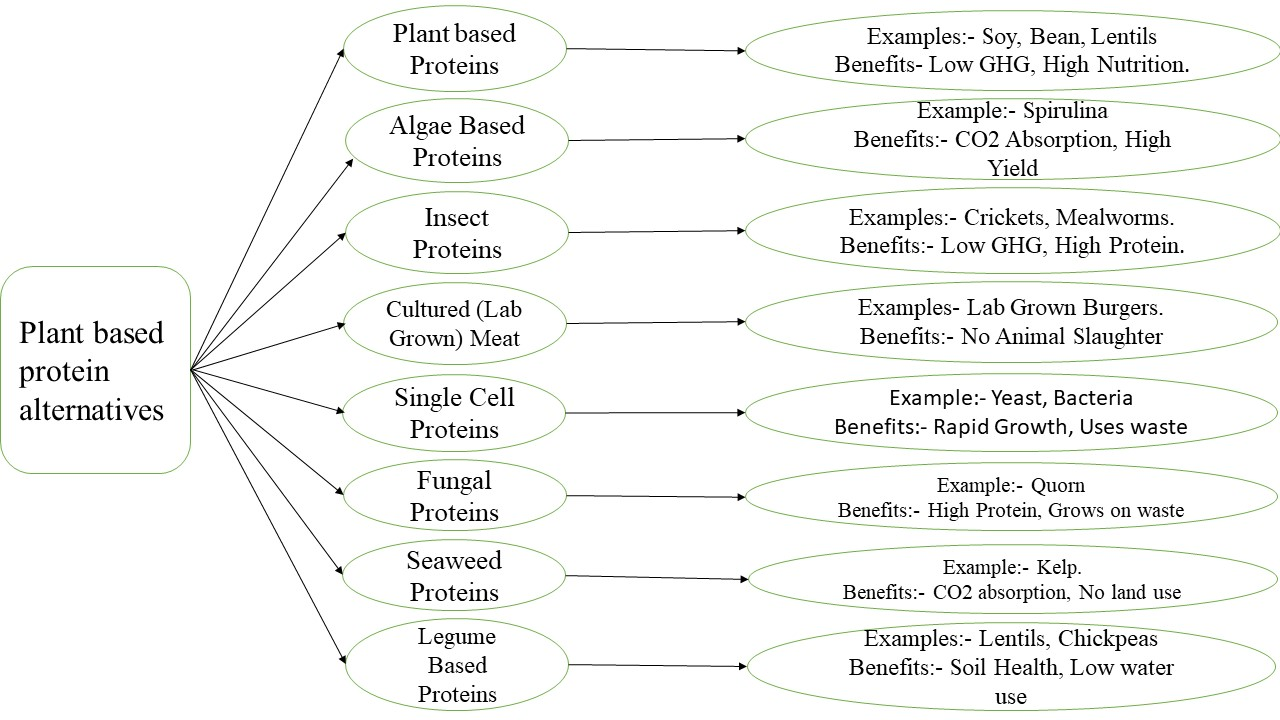 Plant based
protein
alternatives
Plant based
Proteins
Examples:- Soy, Bean, Lentils
Benefits- Low GHG, High Nutrition.
Algae Based
Proteins
Example:- Spirulina
Benefits:- CO2 Absorption, High
Yield
Insect
Proteins
Examples:- Crickets, Mealworms.
Benefits:- Low GHG, High Protein.
Cultured (Lab
Grown) Meat
Examples- Lab Grown Burgers.
Benefits:- No Animal Slaughter
Single Cell
Proteins
Example:- Yeast, Bacteria
Benefits:- Rapid Growth, Uses waste
Fungal
Proteins
Example:- Quorn
Benefits:- High Protein, Grows on waste
Seaweed
Proteins
Example:- Kelp.
Benefits:- CO2 absorption, No land use
Legume
Based
Proteins
Examples:- Lentils, Chickpeas
Benefits:- Soil Health, Low water
use